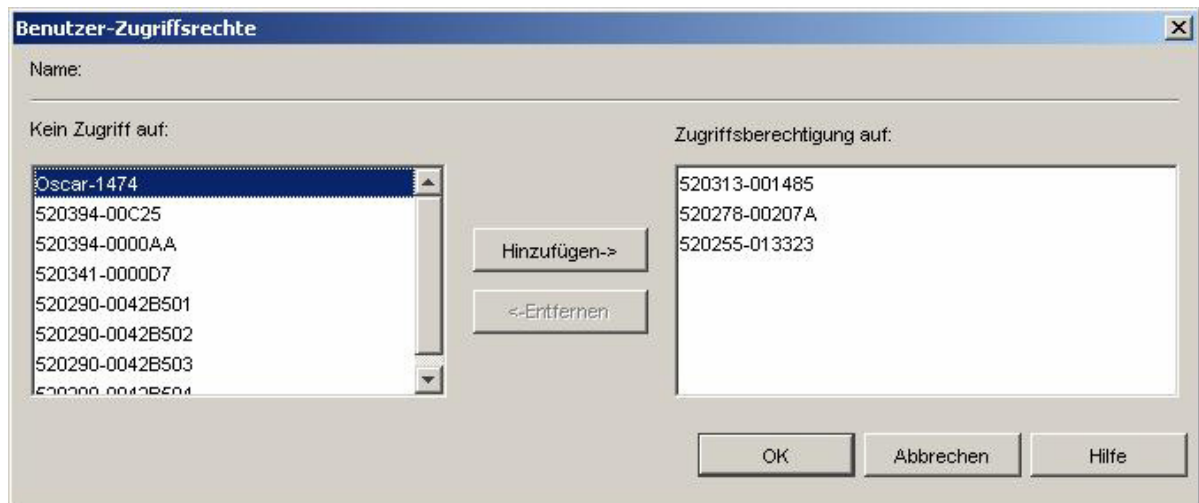 Benutzer-Zugriffsrechte
Name:
Kein Zugriff auf:
Oscar-1474
520394-00C25
520394-0000AA
520341-0000D7
520290-0042B501
520290-0042B502
520290-0042B503
Hinzufügen->
<-Entfernen
Zugriffsberechtigung auf:
520313-001485
520278-00207A
520255-013323
OK
Abbrechen
Hilfe